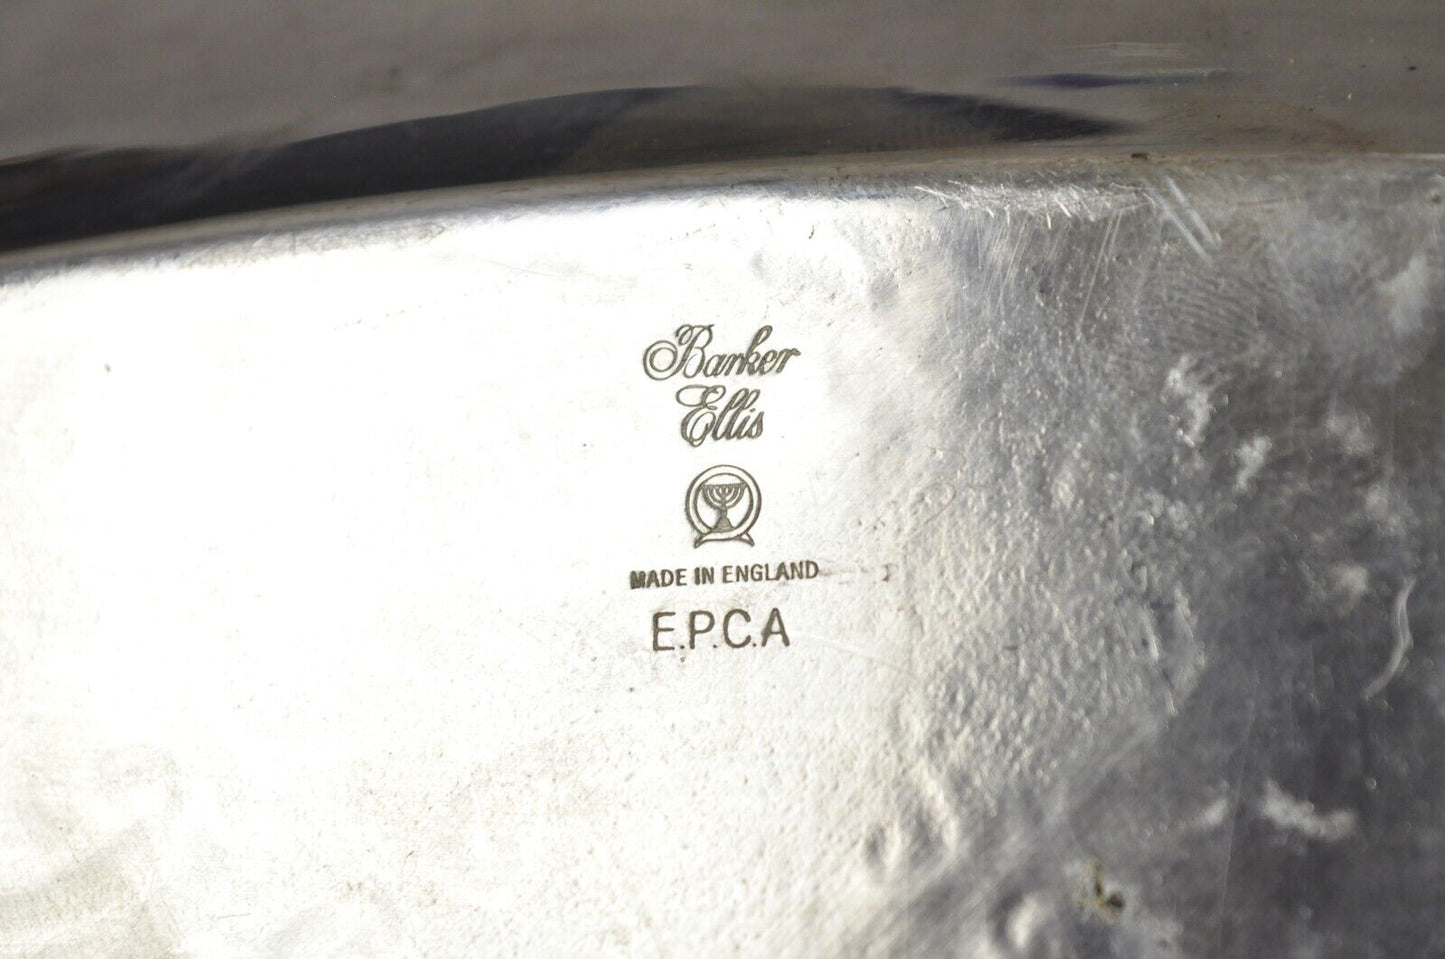 Barker
Ellis
MADE IN ENGLAND
E.P.C.A